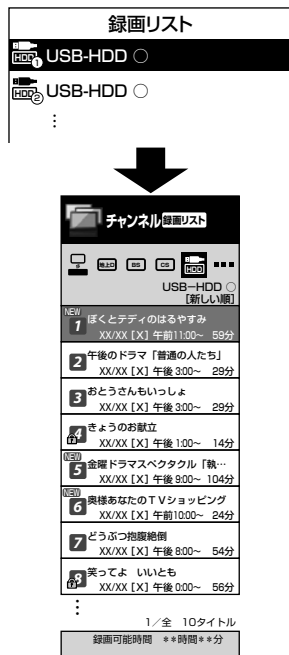 録画リスト
HDD 1 USB-HDD ○
HDD 2 USB-HDD ○
⋮
チャンネル録画リスト
地上D BS CS HDD
USB-HDD ○
[新しい順]
NEW
1 ぼくとテディのはるやすみ
XX/XX [X] 午前11:00~ 59分
2 午後のドラマ「普通の人たち」
XX/XX [X] 午後 3:00~ 29分
3 おとうさんもいっしょ
XX/XX [X] 午後 3:00~ 29分
4 きょうのお献立
XX/XX [X] 午後 1:00~ 14分
NEW
5 金曜ドラマスペクタクル「執…
XX/XX [X] 午後 9:00~ 104分
NEW
6 奥様あなたのTVショッピング
XX/XX [X] 午前10:00~ 24分
7 どうぶつ抱腹絶倒
XX/XX [X] 午後 8:00~ 54分
8 笑ってよ いいとも
XX/XX [X] 午後 0:00~ 56分
⋮
1/全 10タイトル
録画可能時間 **時間**分